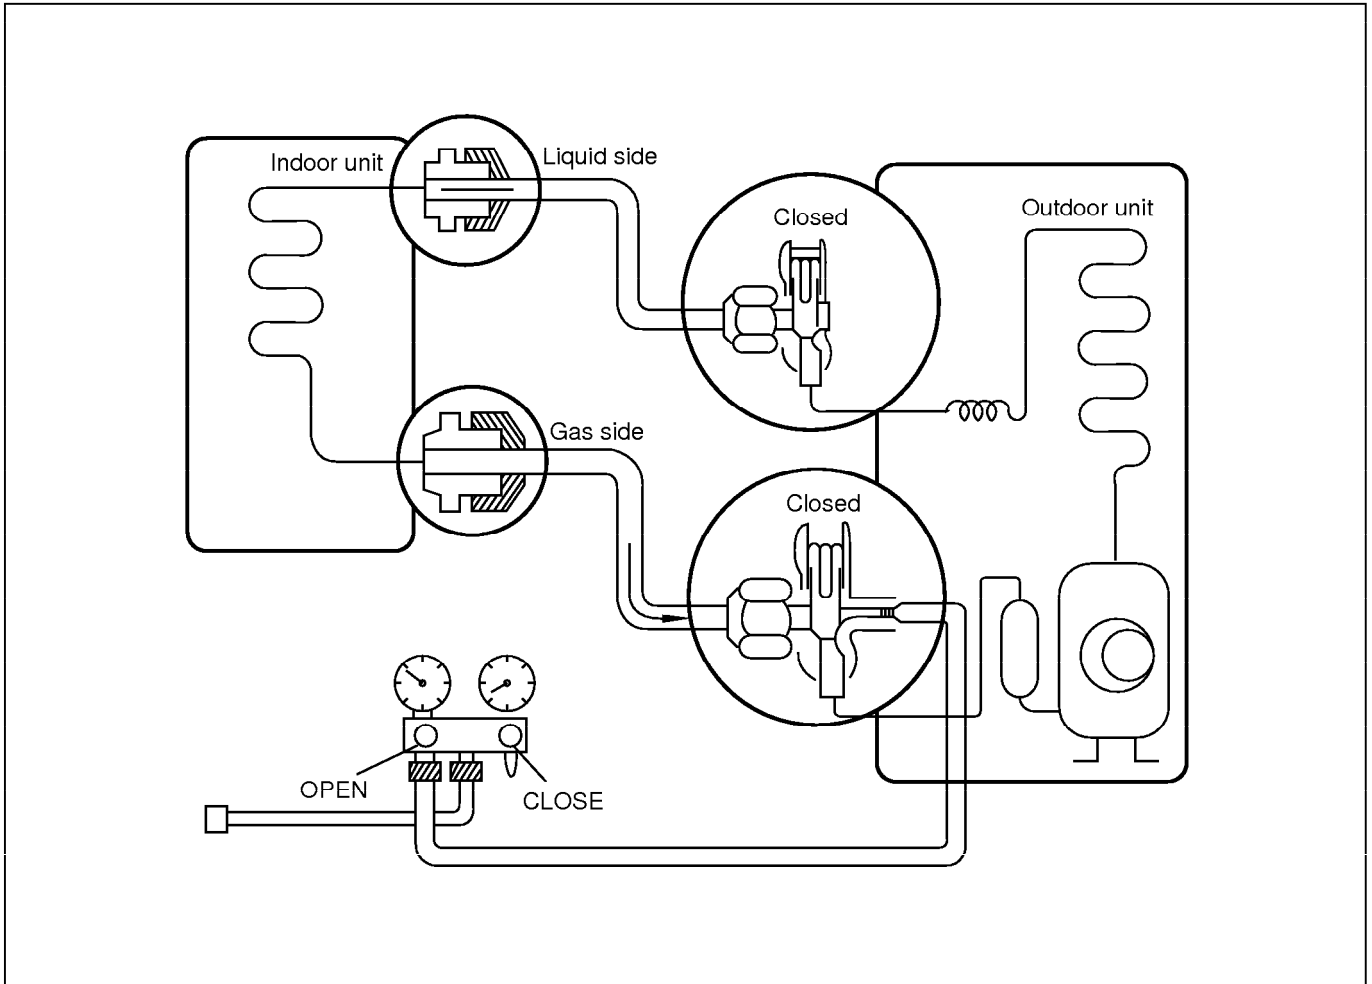 Indoor unit
Liquid side
Closed
Outdoor unit
Gas side
Closed
OPEN
CLOSE